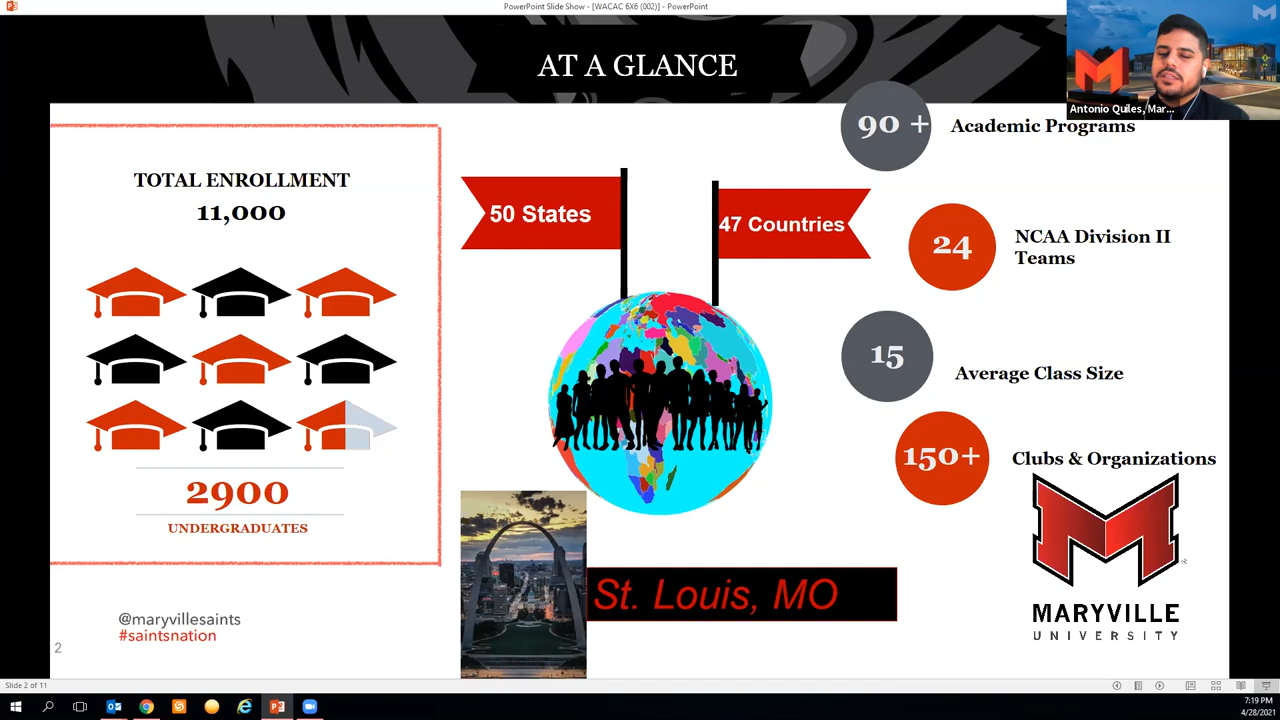 PowerPoint Slide Show - [WACAC 6X6 (002)] - PowerPoint
AT A GLANCE
Antonio Quiles, Mar...
TOTAL ENROLLMENT
11,000
2900
UNDERGRADUATES
50 States
47 Countries
90 +
Academic Programs
24
NCAA Division II
Teams
15
Average Class Size
150+
Clubs & Organizations
St. Louis, MO
MARYVILLE
UNIVERSITY
@maryvillesaints
#saintsnation
2
Slide 2 of 11
7:19 PM
4/28/2021